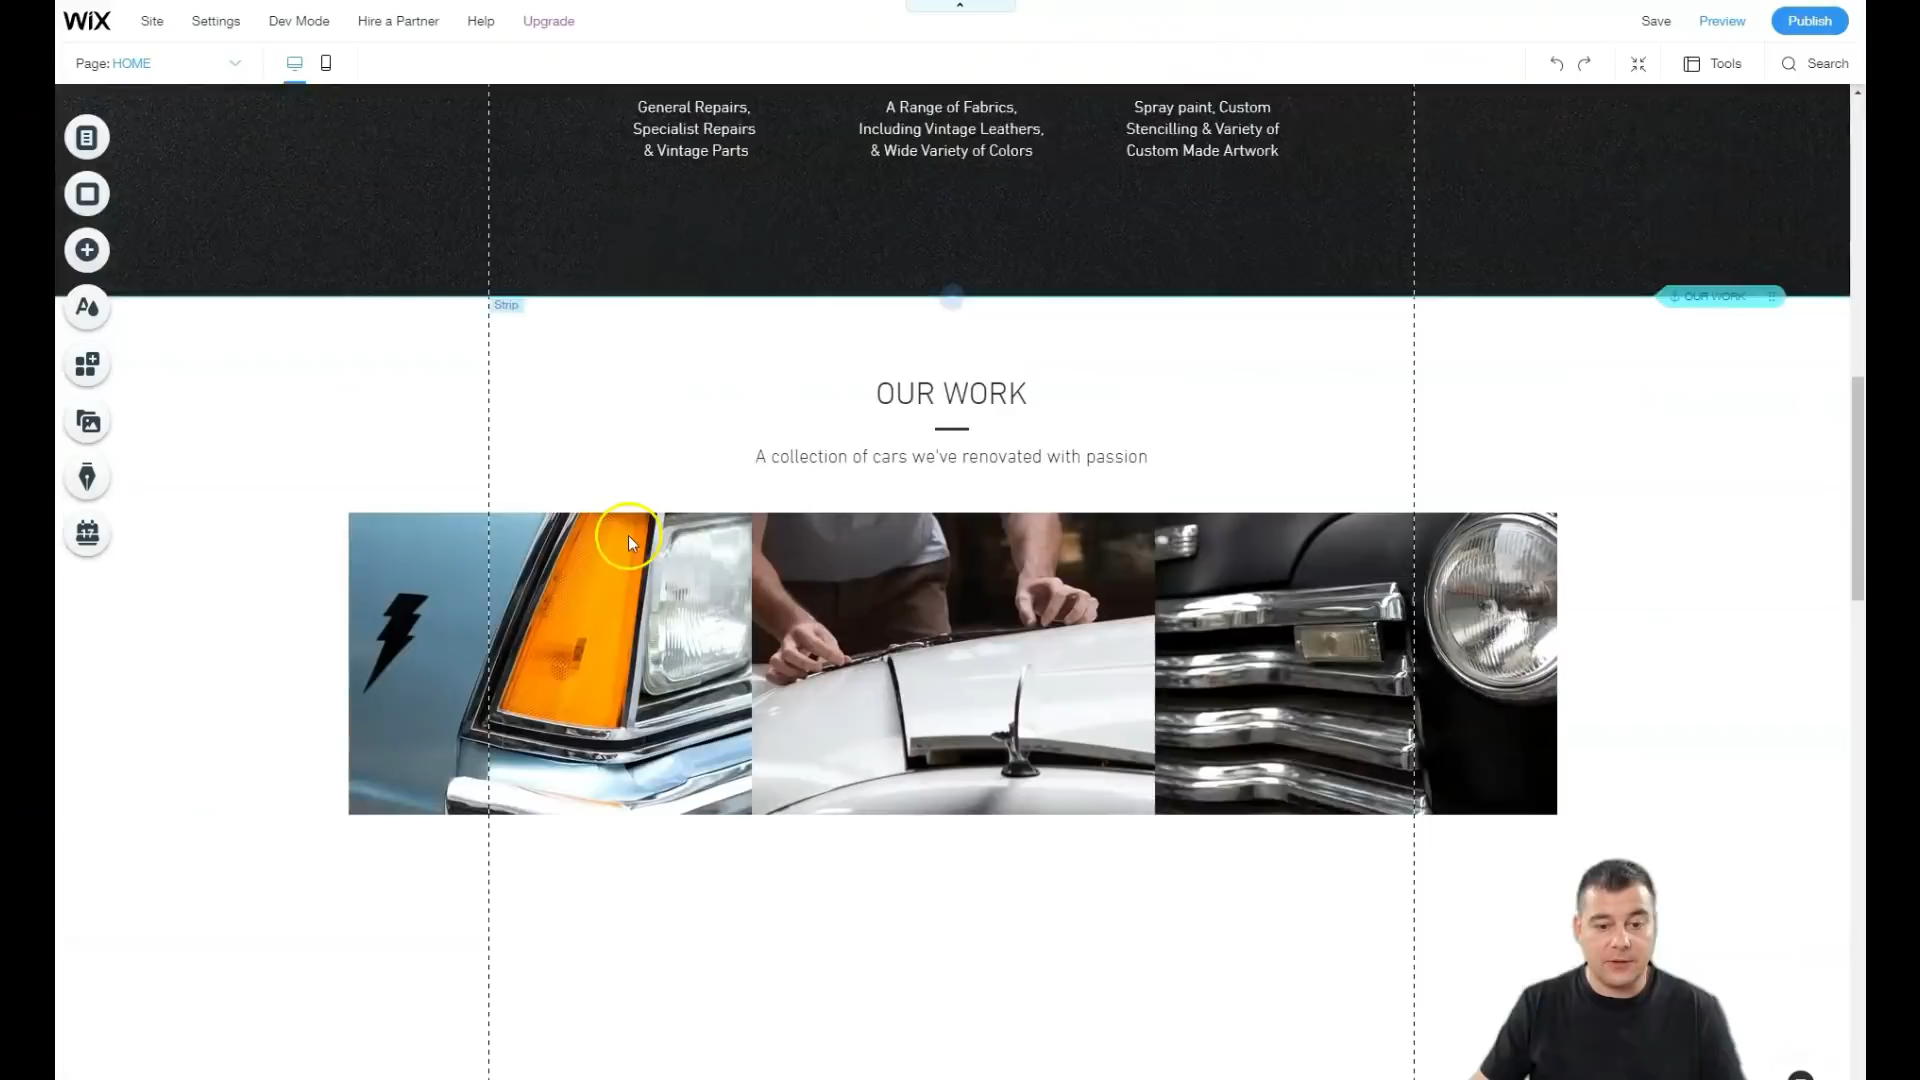 WiX Site Settings Dev Mode Hire a Partner Help Upgrade Save Preview Publish
Page: HOME Tools Search
General Repairs,
Specialist Repairs
& Vintage Parts
A Range of Fabrics,
Including Vintage Leathers,
& Wide Variety of Colors
Spray paint, Custom
Stencilling & Variety of
Custom Made Artwork
Strip
OUR WORK
OUR WORK
A collection of cars we've renovated with passion
A
17